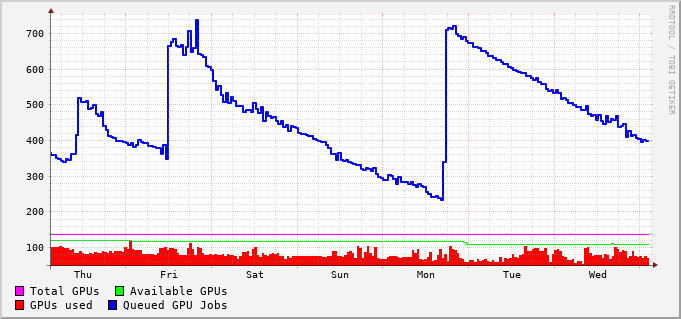 700
600
500
400
300
200
100
Thu Fri Sat Sun Mon Tue Wed
Total GPUs Available GPUs
GPUs used Queued GPU Jobs
RRDTOOL / TOBI OETIKER